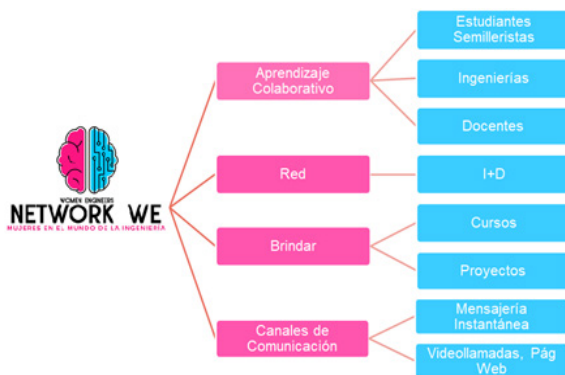 WOMEN ENGINEERS
NETWORK WE
MUJERES EN EL MUNDO DE LA INGENIERÍA
Aprendizaje
Colaborativo
Estudiantes
Semilleristas
Ingenierías
Docentes
Red
I+D
Brindar
Cursos
Proyectos
Canales de
Comunicación
Mensajería
Instantánea
Videollamadas, Pág
Web